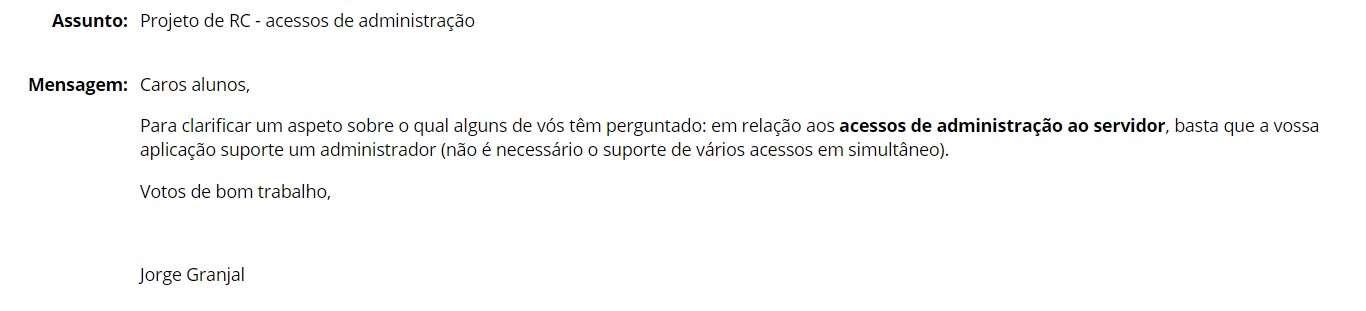 Assunto: Projeto de RC - acessos de administração
Mensagem: Caros alunos,
Para clarificar um aspeto sobre o qual alguns de vós têm perguntado: em relação aos acessos de administração ao servidor, basta que a vossa
aplicação suporte um administrador (não é necessário o suporte de vários acessos em simultâneo).
Votos de bom trabalho,
Jorge Granjal